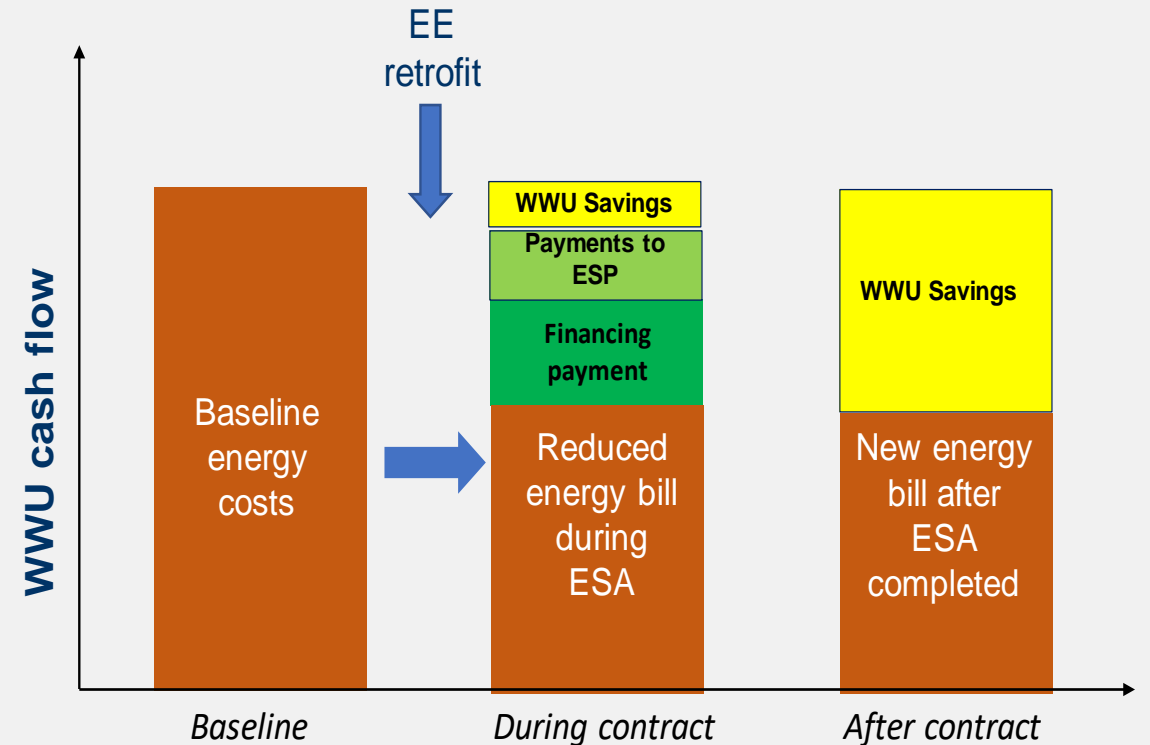 EE
retrofit
WWU cash flow
Baseline
energy
costs
WWU Savings
Payments to
ESP
Financing
payment
Reduced
energy bill
during
ESA
WWU Savings
New energy
bill after
ESA
completed
Baseline
During contract
After contract